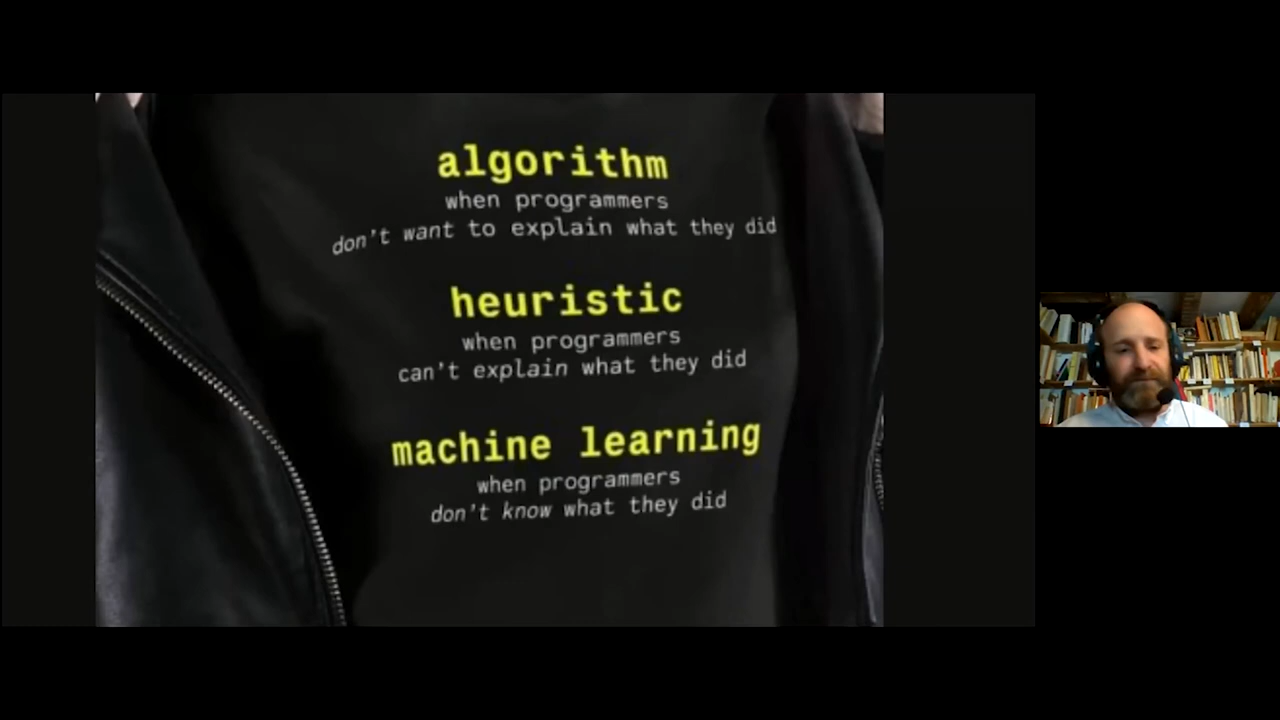 algorithm
when programmers
don't want to explain what they did
heuristic
when programmers
can't explain what they did
machine learning
when programmers
don't know what they did